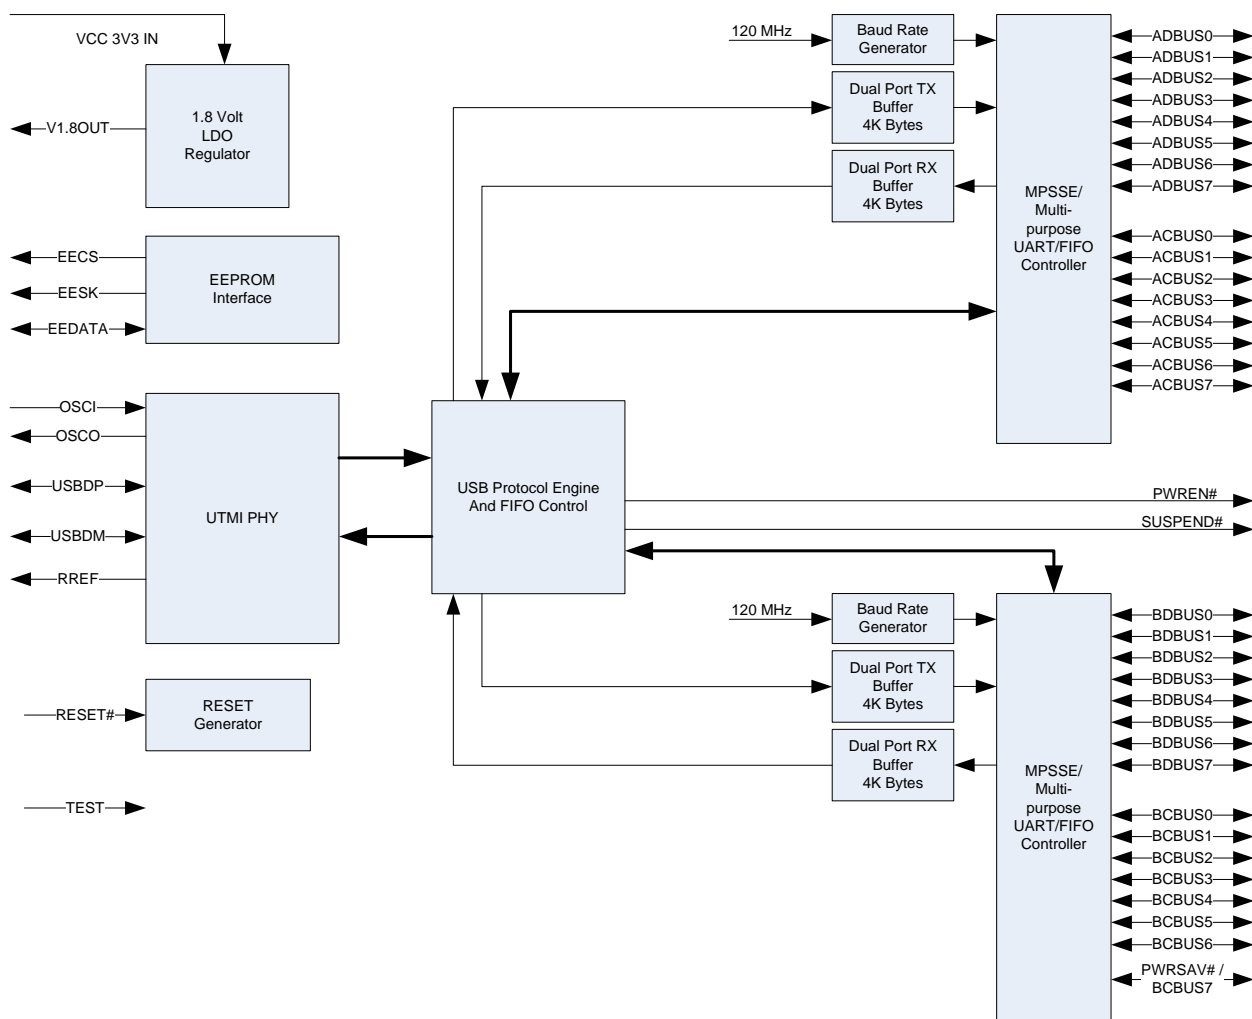 VCC 3V3 IN
1.8 Volt
LDO
Regulator
V1.8OUT
EECS
EESK
EEDATA
EEPROM
Interface
OSCI
OSCO
USBDP
USBDM
RREF
UTMI PHY
RESET#
RESET
Generator
TEST
USB Protocol Engine
And FIFO Control
120 MHz
Baud Rate
Generator
Dual Port TX
Buffer
4K Bytes
Dual Port RX
Buffer
4K Bytes
MPSSE/
Multi-
purpose
UART/FIFO
Controller
ADBUS0
ADBUS1
ADBUS2
ADBUS3
ADBUS4
ADBUS5
ADBUS6
ADBUS7
ACBUS0
ACBUS1
ACBUS2
ACBUS3
ACBUS4
ACBUS5
ACBUS6
ACBUS7
PWREN#
SUSPEND#
120 MHz
Baud Rate
Generator
Dual Port TX
Buffer
4K Bytes
Dual Port RX
Buffer
4K Bytes
MPSSE/
Multi-
purpose
UART/FIFO
Controller
BDBUS0
BDBUS1
BDBUS2
BDBUS3
BDBUS4
BDBUS5
BDBUS6
BDBUS7
BCBUS0
BCBUS1
BCBUS2
BCBUS3
BCBUS4
BCBUS5
BCBUS6
PWRSAV# /
BCBUS7